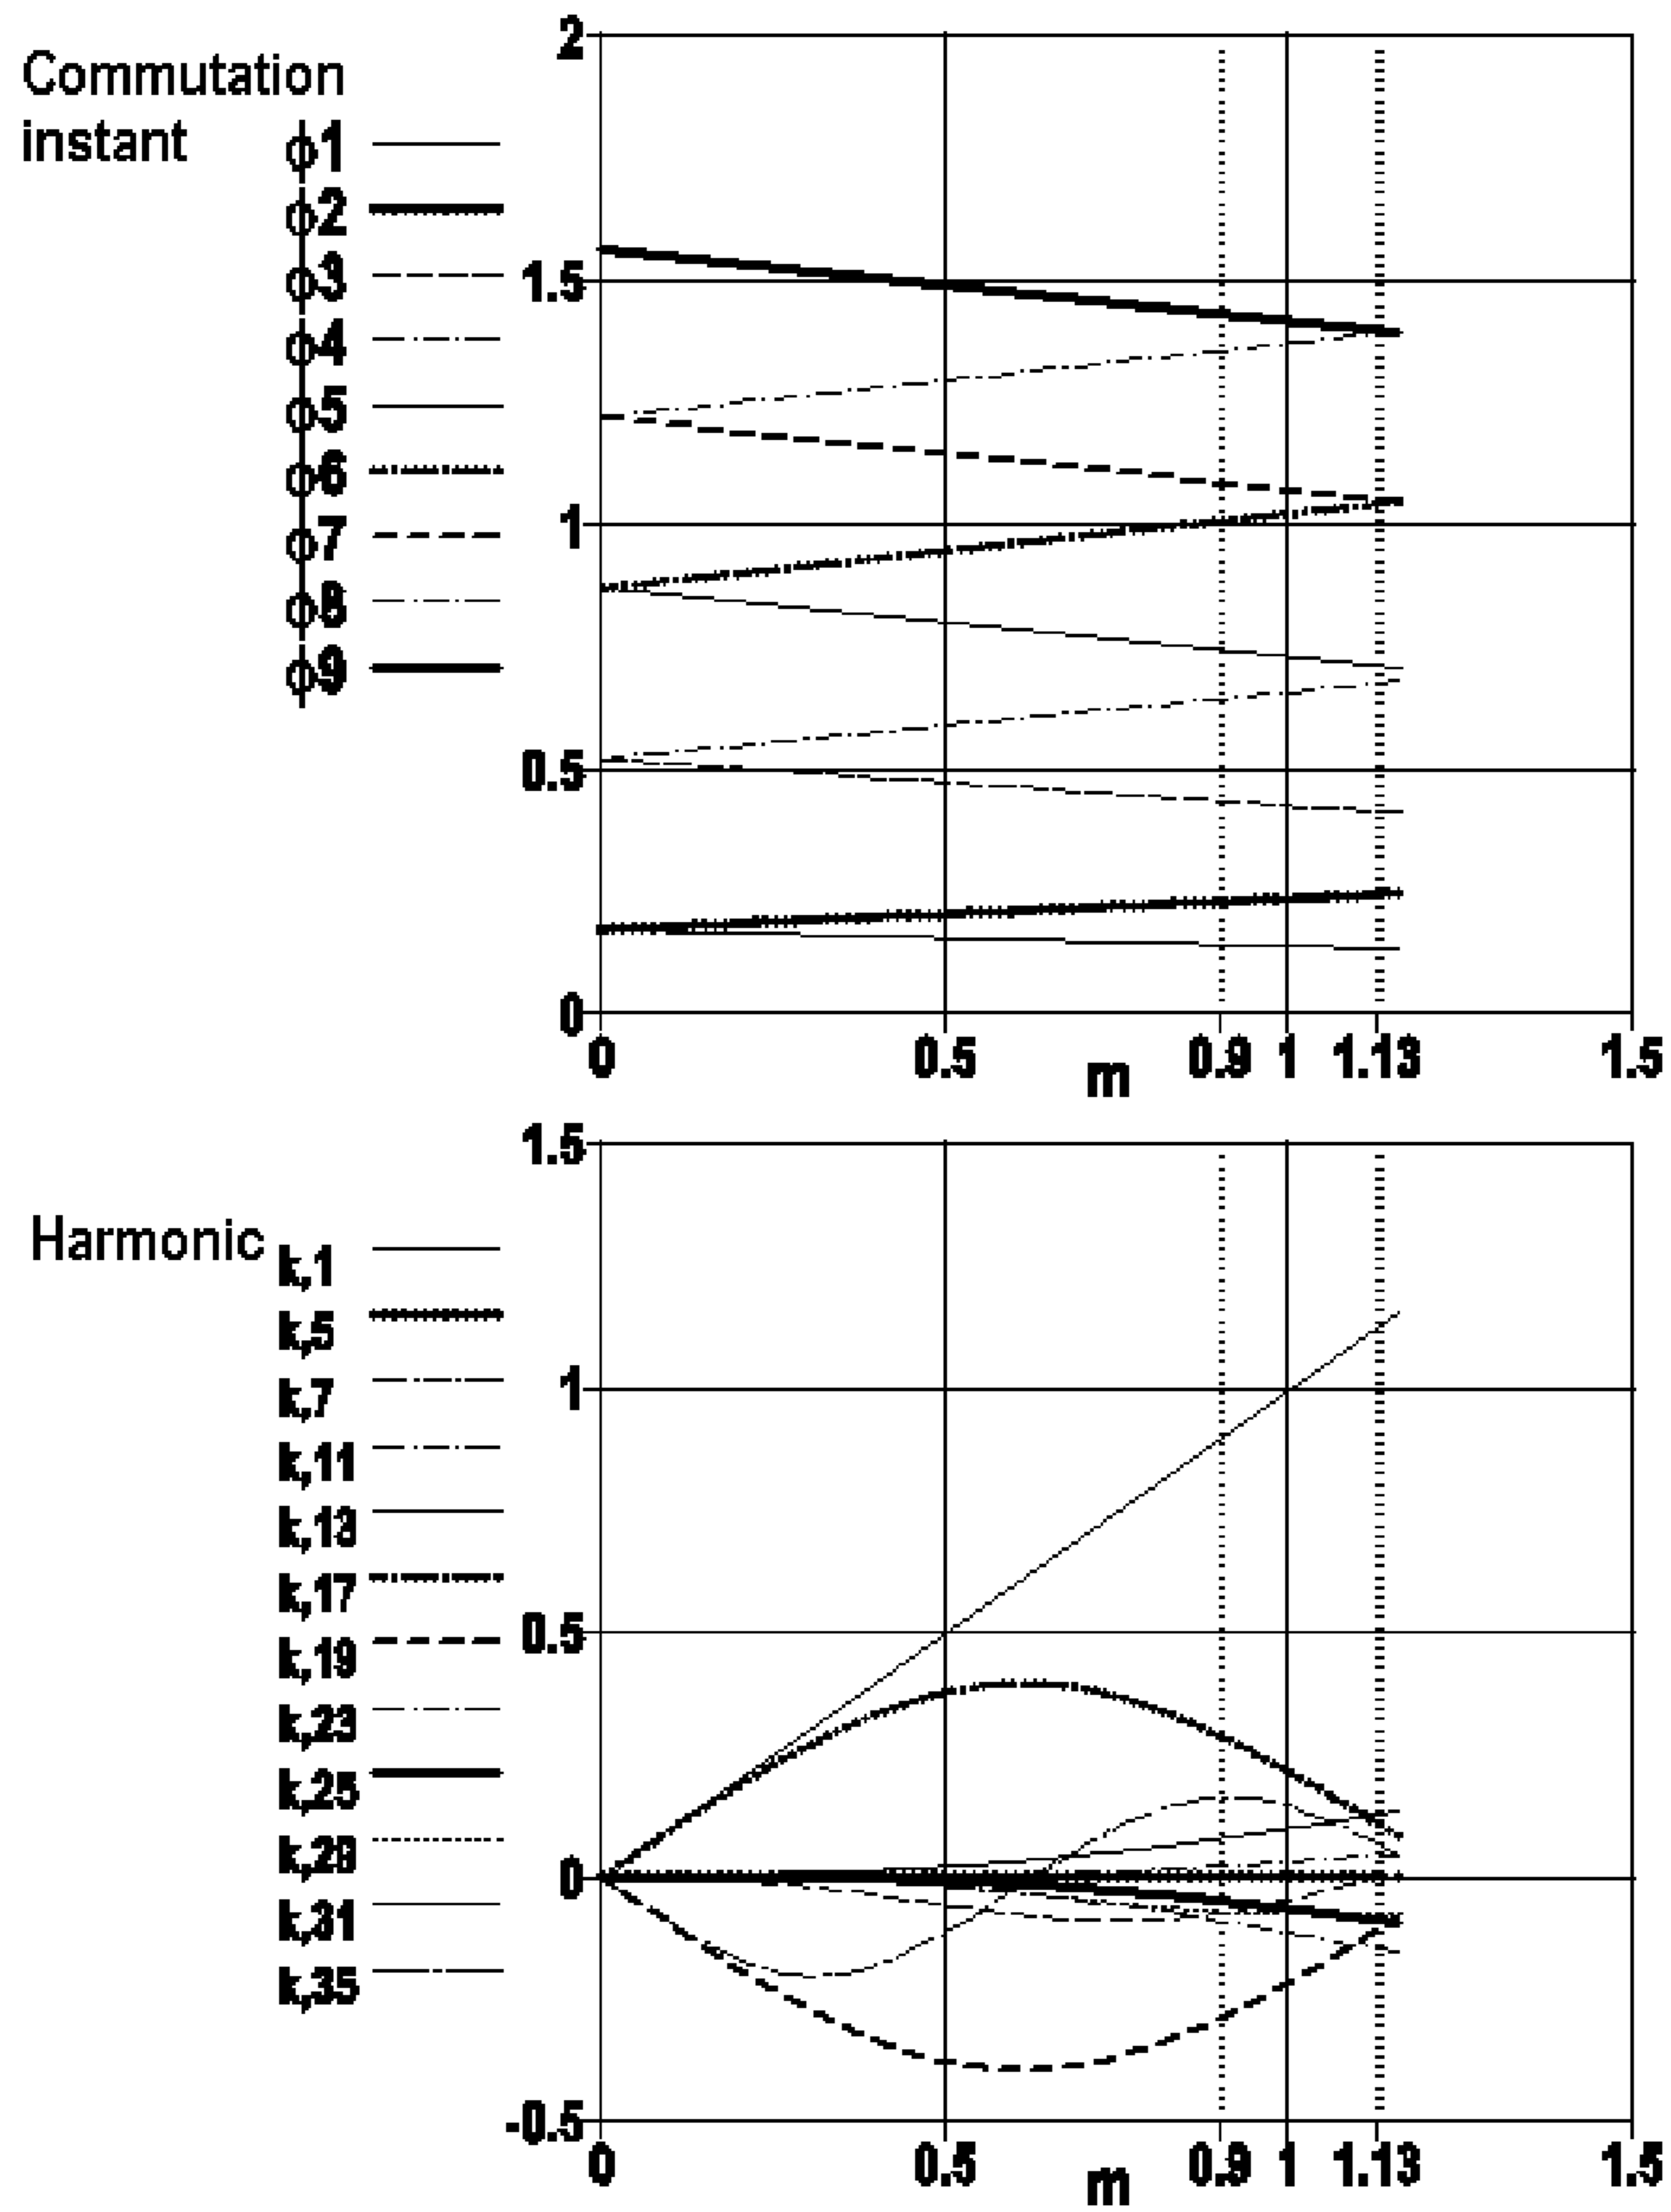 Commutation
instant
ϕ1
ϕ2
ϕ3
ϕ4
ϕ5
ϕ6
ϕ7
ϕ8
ϕ9
2
1.5
1
0.5
0
0 0.5 m 0.9 1 1.13 1.5
Harmonic
k,1
k,5
k,7
k,11
k,13
k,17
k,19
k,23
k,25
k,29
k,31
k,35
1.5
1
0.5
0
-0.5
0 0.5 m 0.9 1 1.13 1.5